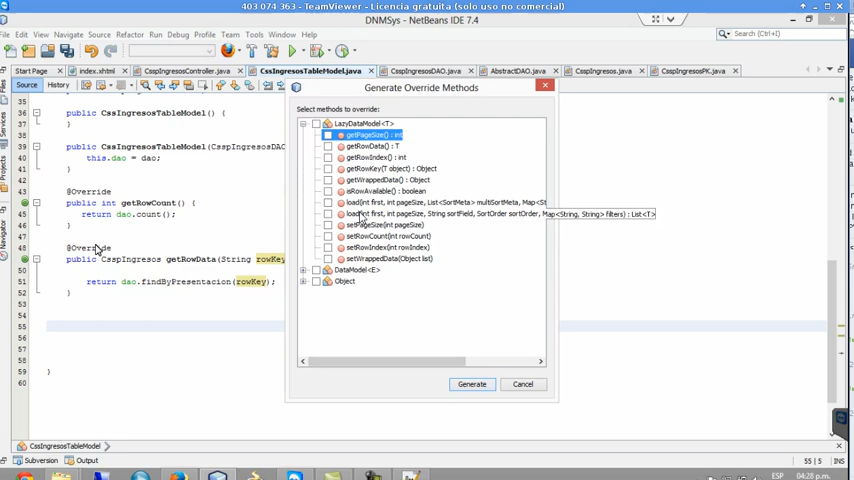 403 074 363 - TeamViewer - Licencia gratuita (solo uso no comercial)
DNMSys - NetBeans IDE 7.4
File Edit View Navigate Source Refactor Run Debug Profile Team Tools Window Help
Search (Ctrl+I)
Start Page index.xhtml CsspIngresosController.java CssIngresosTableModel.java CsspIngresosDAO.java AbstractDAO.java CsspIngresos.java CsspIngresosPK.java
Source History
Generate Override Methods
Select methods to override:
LazyDataModel<T>
getPageSize() : int
getRowData() : T
getRowIndex() : int
getRowKey(T object) : Object
getWrappedData() : Object
isRowAvailable() : boolean
load(int first, int pageSize, List<SortMeta> multiSortMeta, Map<St
load(int first, int pageSize, String sortField, SortOrder sortOrder, Map<String, String> filters) : List<T>
setPageSize(int pageSize)
setRowCount(int rowCount)
setRowIndex(int rowIndex)
setWrappedData(Object list)
DataModel<E>
Object
Generate Cancel
35
36 public CssIngresosTableModel() {
37 }
38
39 public CssIngresosTableModel(CsspIngresosDAO
40 this.dao = dao;
41 }
42
43 @Override
44 public int getRowCount() {
45 return dao.count();
46 }
47
48 @Override
49 public CsspIngresos getRowData(String rowKey
50
51 return dao.findByPresentacion(rowKey);
52 }
53
54
55
56
57
58
59 }
60
Files
Services
Projects
Navigator
CssIngresosTableModel
Subversion Output
55 | 5 INS
ESP 04:28 p.m.